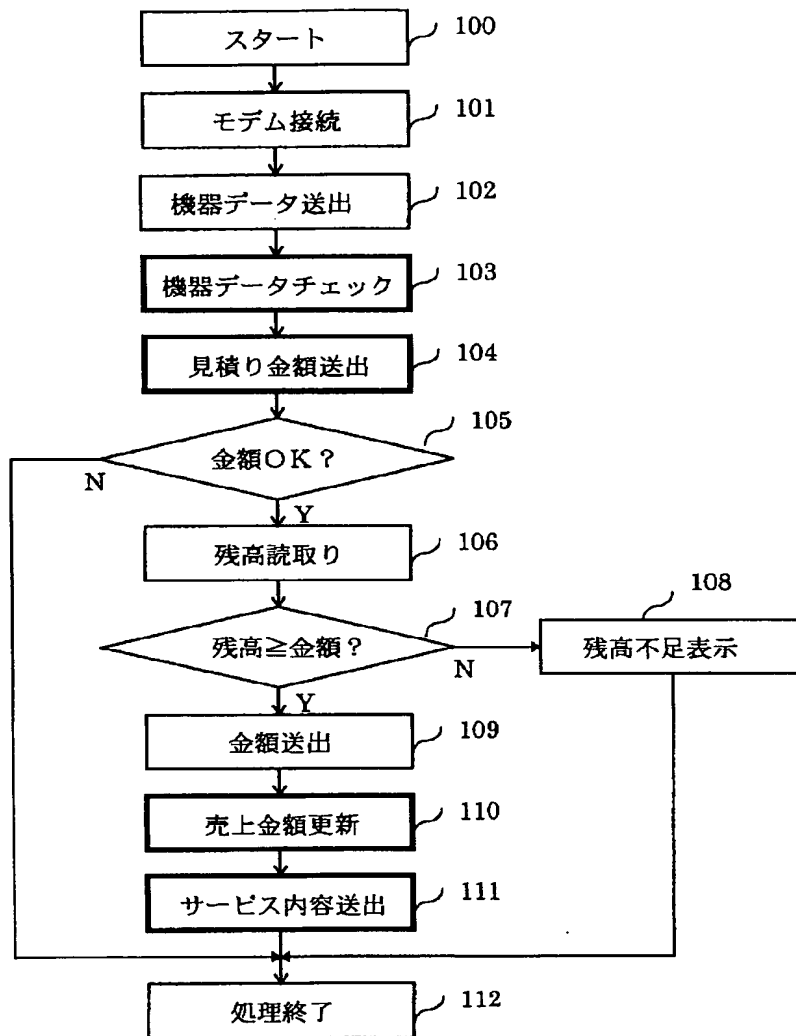 スタート
100
モデム接続
101
機器データ送出
102
機器データチェック
103
見積り金額送出
104
金額OK？
105
N
Y
残高読取り
106
残高≧金額？
107
N
残高不足表示
108
Y
金額送出
109
売上金額更新
110
サービス内容送出
111
処理終了
112